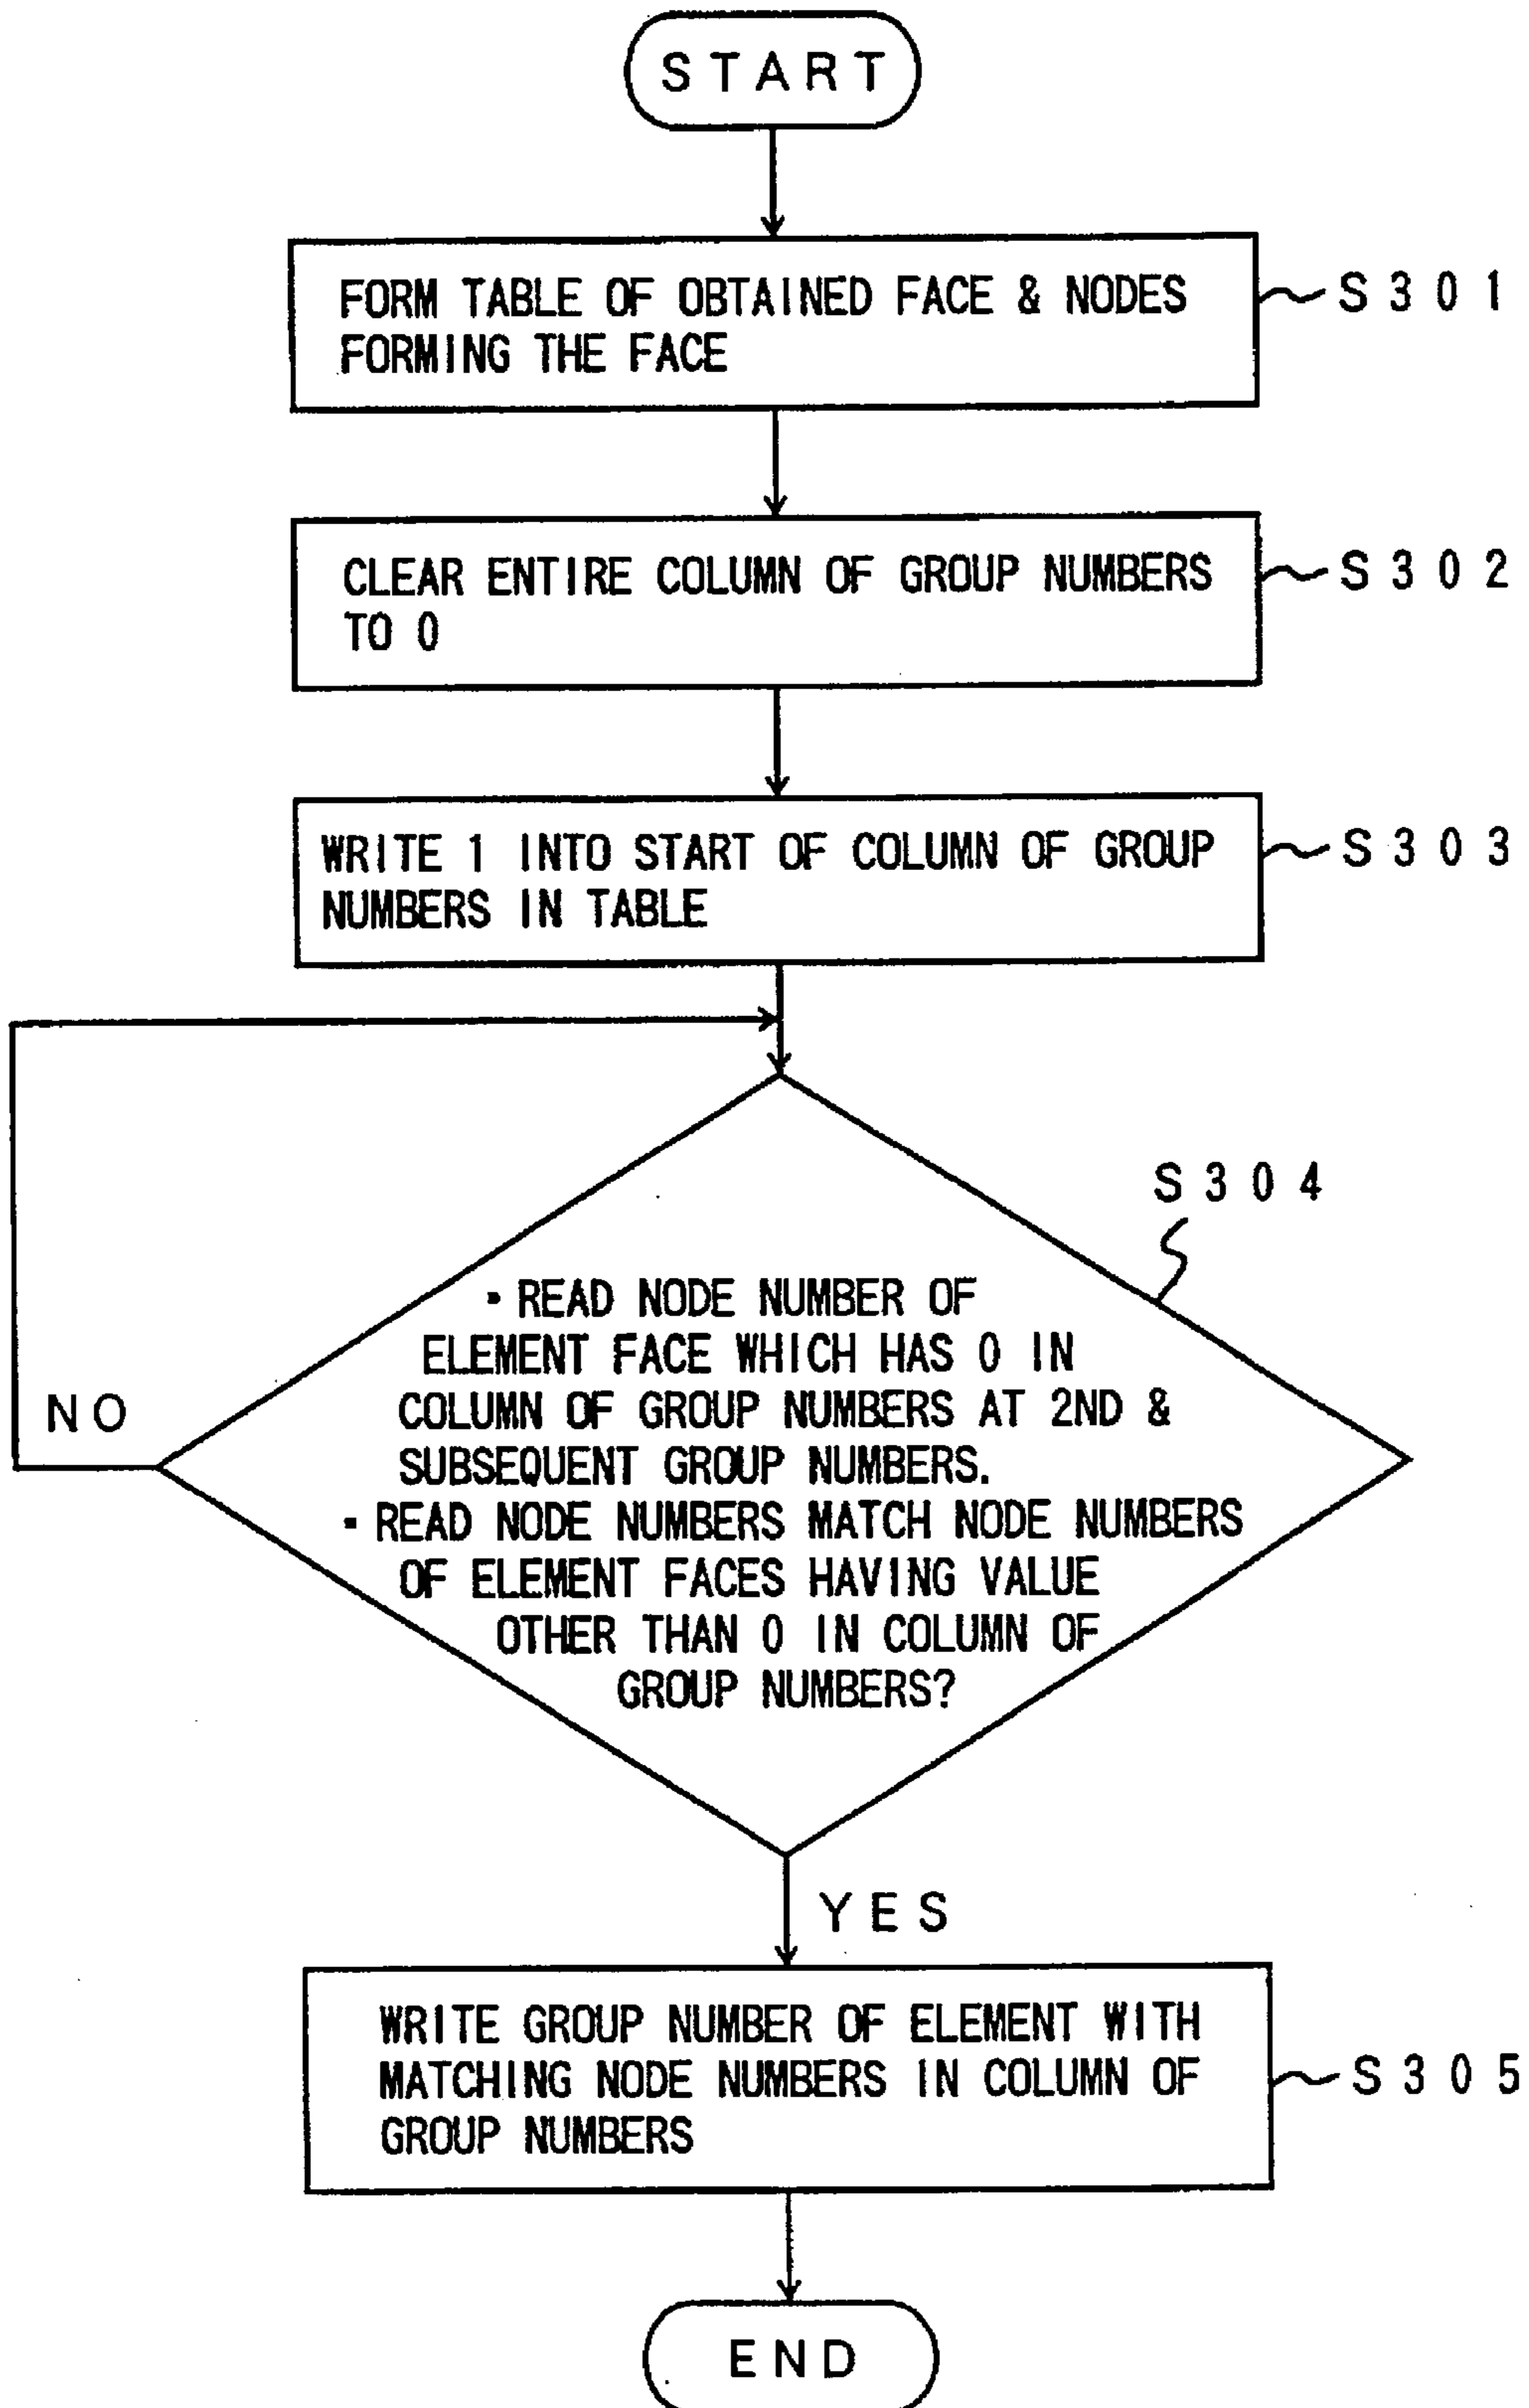 START
FORM TABLE OF OBTAINED FACE & NODES
FORMING THE FACE
S301
CLEAR ENTIRE COLUMN OF GROUP NUMBERS
TO 0
S302
WRITE 1 INTO START OF COLUMN OF GROUP
NUMBERS IN TABLE
S303
S304
· READ NODE NUMBER OF
ELEMENT FACE WHICH HAS 0 IN
COLUMN OF GROUP NUMBERS AT 2ND &
SUBSEQUENT GROUP NUMBERS.
· READ NODE NUMBERS MATCH NODE NUMBERS
OF ELEMENT FACES HAVING VALUE
OTHER THAN 0 IN COLUMN OF
GROUP NUMBERS?
NO
YES
WRITE GROUP NUMBER OF ELEMENT WITH
MATCHING NODE NUMBERS IN COLUMN OF
GROUP NUMBERS
S305
END